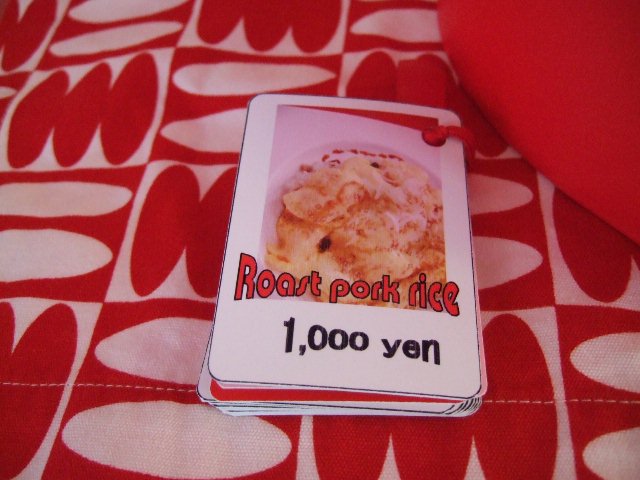 Roast pork rice
1,000 yen